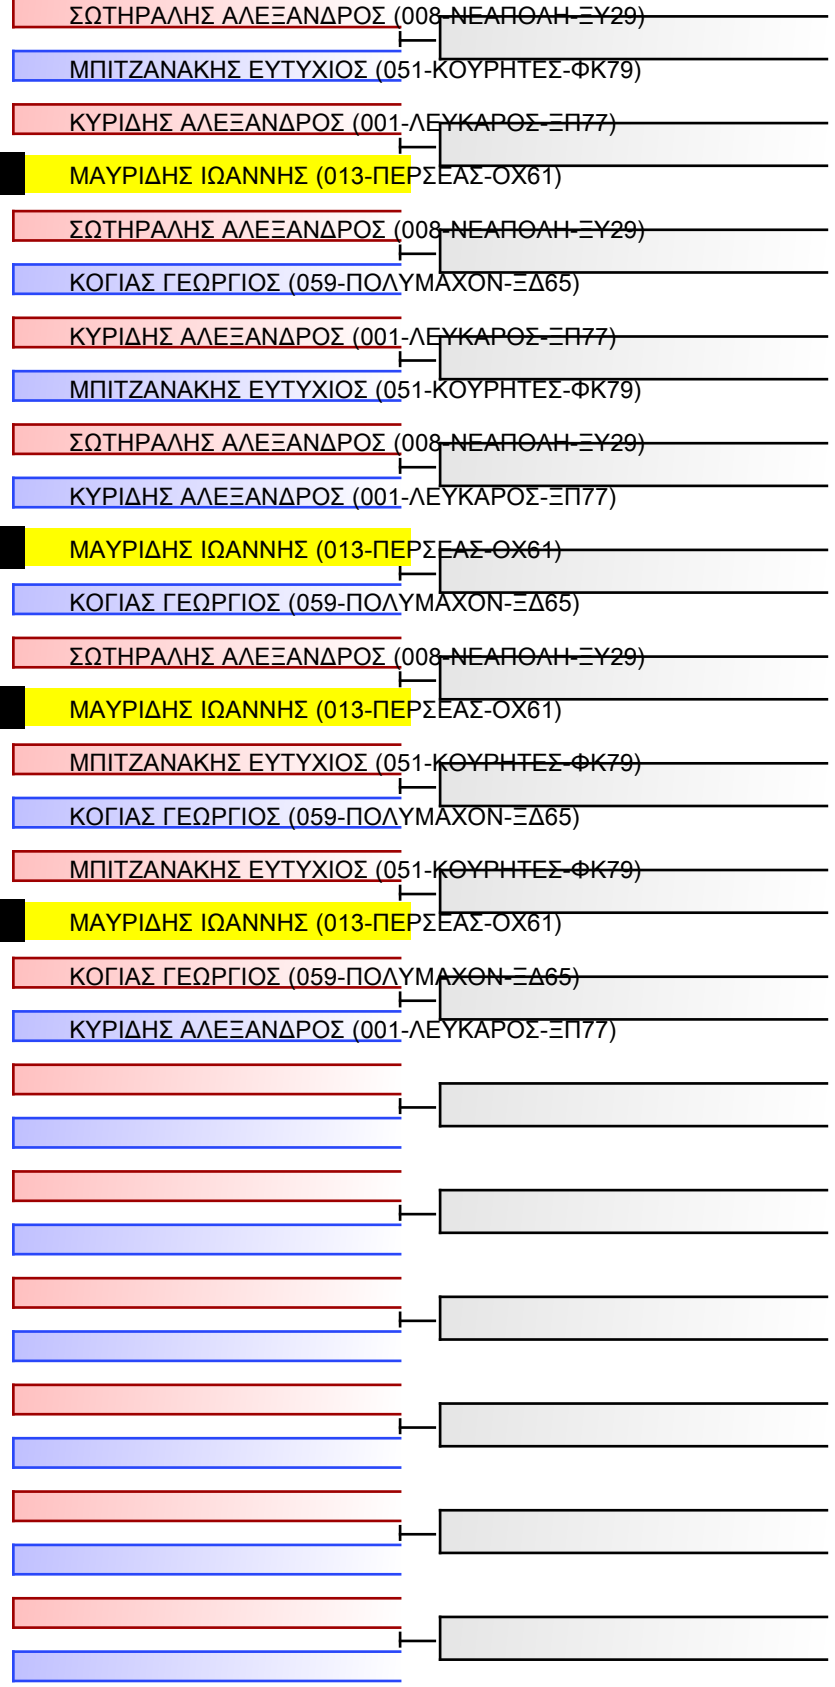 ΣΩΤΗΡΑΛΗΣ ΑΛΕΞΑΝΔΡΟΣ (008-ΝΕΑΠΟΛΗ-ΞΥ29)
ΜΠΙΤΖΑΝΑΚΗΣ ΕΥΤΥΧΙΟΣ (051-ΚΟΥΡΗΤΕΣ-ΦΚ79)
ΚΥΡΙΔΗΣ ΑΛΕΞΑΝΔΡΟΣ (001-ΛΕΥΚΑΡΟΣ-ΞΠ77)
ΜΑΥΡΙΔΗΣ ΙΩΑΝΝΗΣ (013-ΠΕΡΣΕΑΣ-ΟΧ61)
ΣΩΤΗΡΑΛΗΣ ΑΛΕΞΑΝΔΡΟΣ (008-ΝΕΑΠΟΛΗ-ΞΥ29)
ΚΟΓΙΑΣ ΓΕΩΡΓΙΟΣ (059-ΠΟΛΥΜΑΧΟΝ-ΞΔ65)
ΚΥΡΙΔΗΣ ΑΛΕΞΑΝΔΡΟΣ (001-ΛΕΥΚΑΡΟΣ-ΞΠ77)
ΜΠΙΤΖΑΝΑΚΗΣ ΕΥΤΥΧΙΟΣ (051-ΚΟΥΡΗΤΕΣ-ΦΚ79)
ΣΩΤΗΡΑΛΗΣ ΑΛΕΞΑΝΔΡΟΣ (008-ΝΕΑΠΟΛΗ-ΞΥ29)
ΚΥΡΙΔΗΣ ΑΛΕΞΑΝΔΡΟΣ (001-ΛΕΥΚΑΡΟΣ-ΞΠ77)
ΜΑΥΡΙΔΗΣ ΙΩΑΝΝΗΣ (013-ΠΕΡΣΕΑΣ-ΟΧ61)
ΚΟΓΙΑΣ ΓΕΩΡΓΙΟΣ (059-ΠΟΛΥΜΑΧΟΝ-ΞΔ65)
ΣΩΤΗΡΑΛΗΣ ΑΛΕΞΑΝΔΡΟΣ (008-ΝΕΑΠΟΛΗ-ΞΥ29)
ΜΑΥΡΙΔΗΣ ΙΩΑΝΝΗΣ (013-ΠΕΡΣΕΑΣ-ΟΧ61)
ΜΠΙΤΖΑΝΑΚΗΣ ΕΥΤΥΧΙΟΣ (051-ΚΟΥΡΗΤΕΣ-ΦΚ79)
ΚΟΓΙΑΣ ΓΕΩΡΓΙΟΣ (059-ΠΟΛΥΜΑΧΟΝ-ΞΔ65)
ΜΠΙΤΖΑΝΑΚΗΣ ΕΥΤΥΧΙΟΣ (051-ΚΟΥΡΗΤΕΣ-ΦΚ79)
ΜΑΥΡΙΔΗΣ ΙΩΑΝΝΗΣ (013-ΠΕΡΣΕΑΣ-ΟΧ61)
ΚΟΓΙΑΣ ΓΕΩΡΓΙΟΣ (059-ΠΟΛΥΜΑΧΟΝ-ΞΔ65)
ΚΥΡΙΔΗΣ ΑΛΕΞΑΝΔΡΟΣ (001-ΛΕΥΚΑΡΟΣ-ΞΠ77)